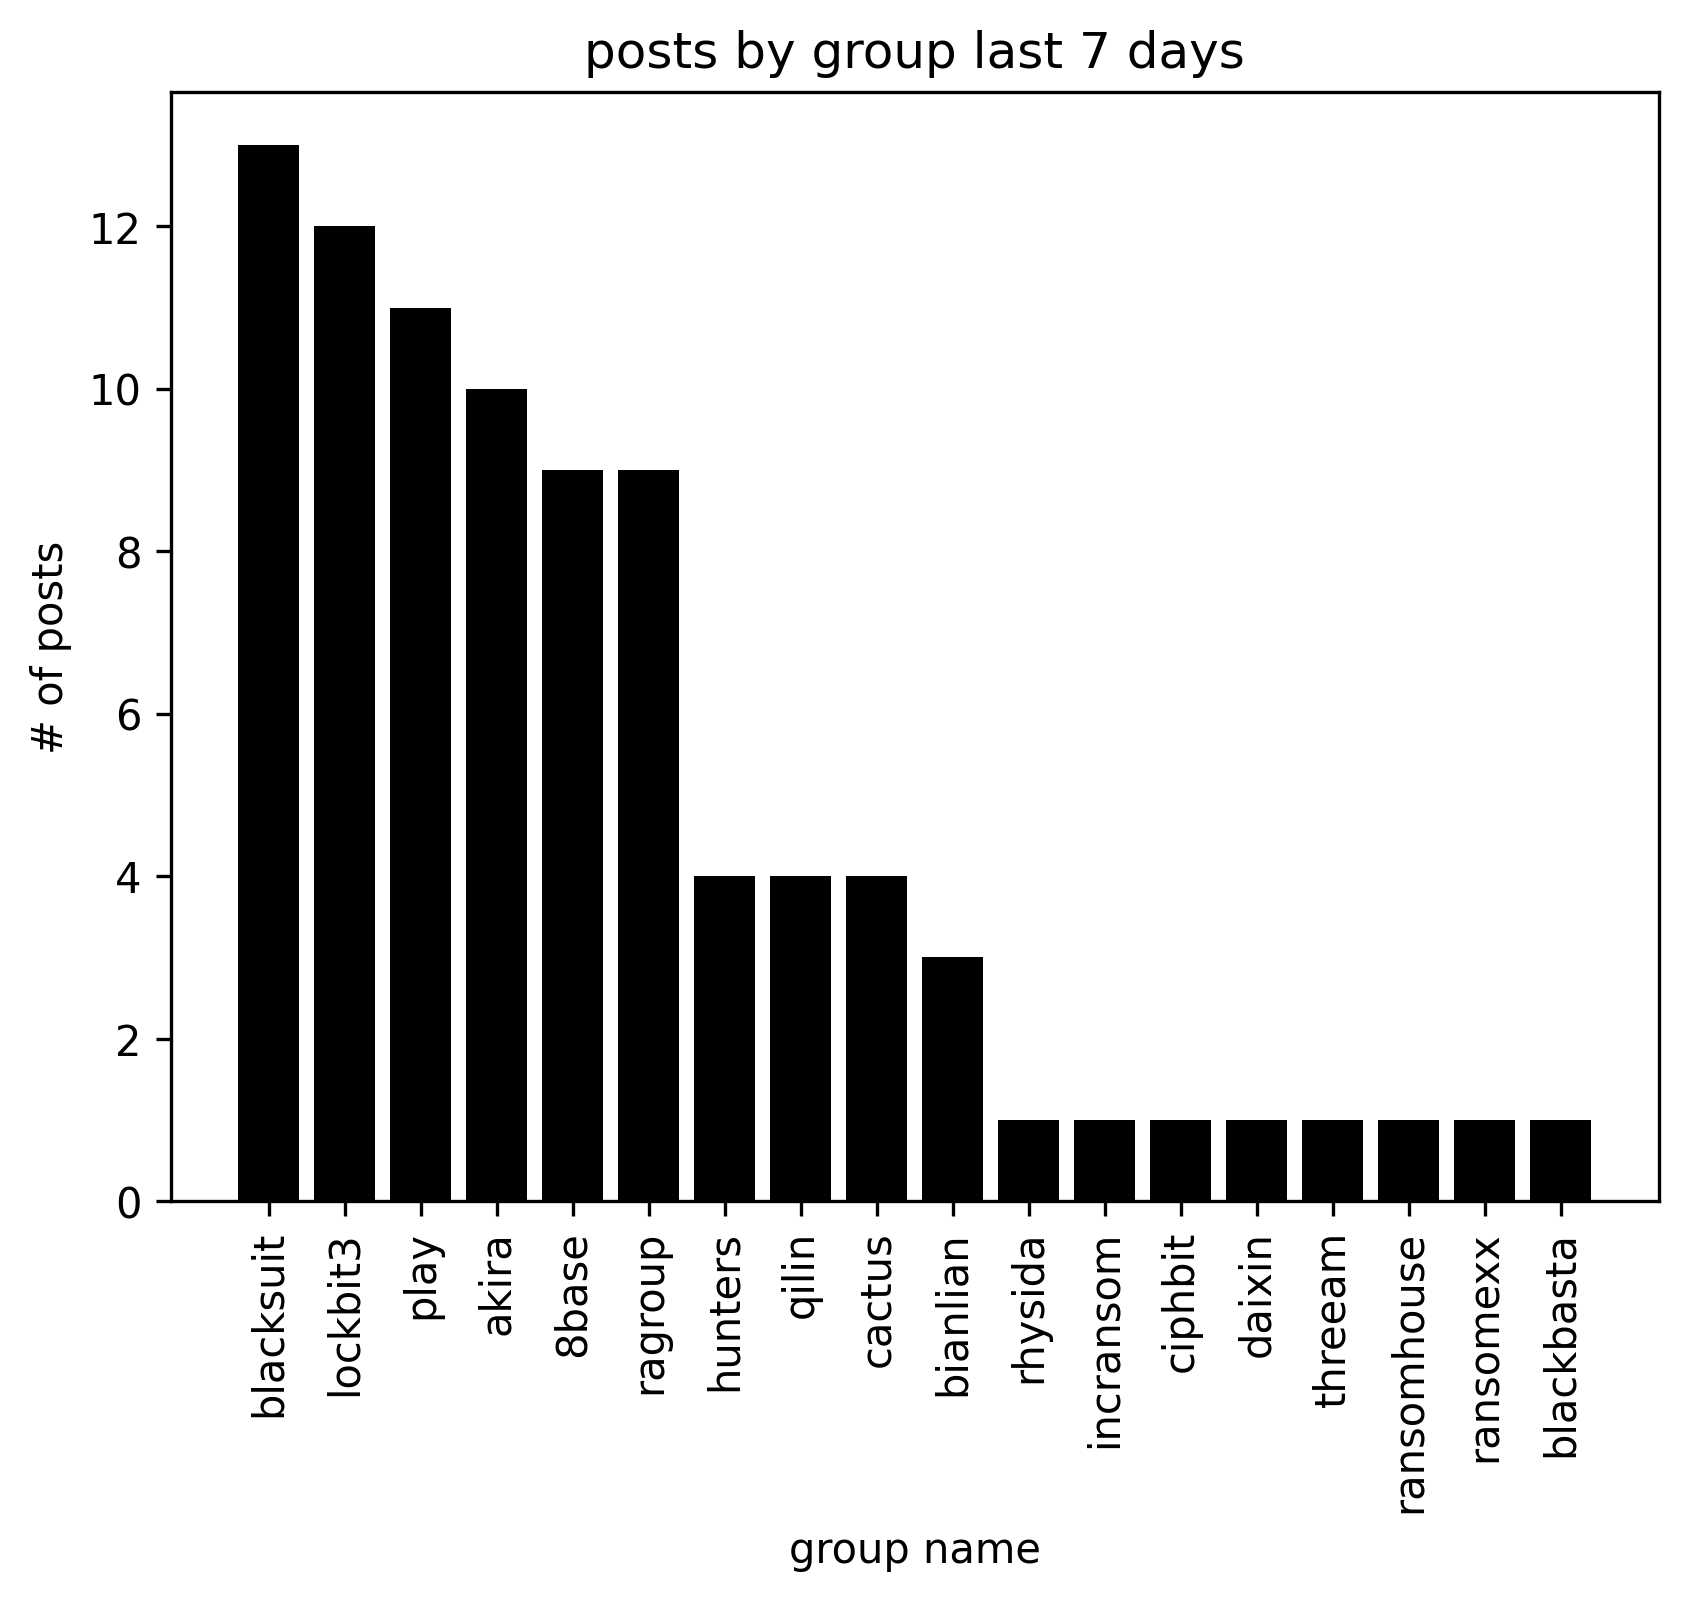 posts by group last 7 days
# of posts
12
10
8
6
4
2
0
blacksuit
lockbit3
play
akira
8base
ragroup
hunters
qilin
cactus
bianlian
rhysida
incransom
ciphbit
daixin
threeam
ransomhouse
ransomexx
blackbasta
group name